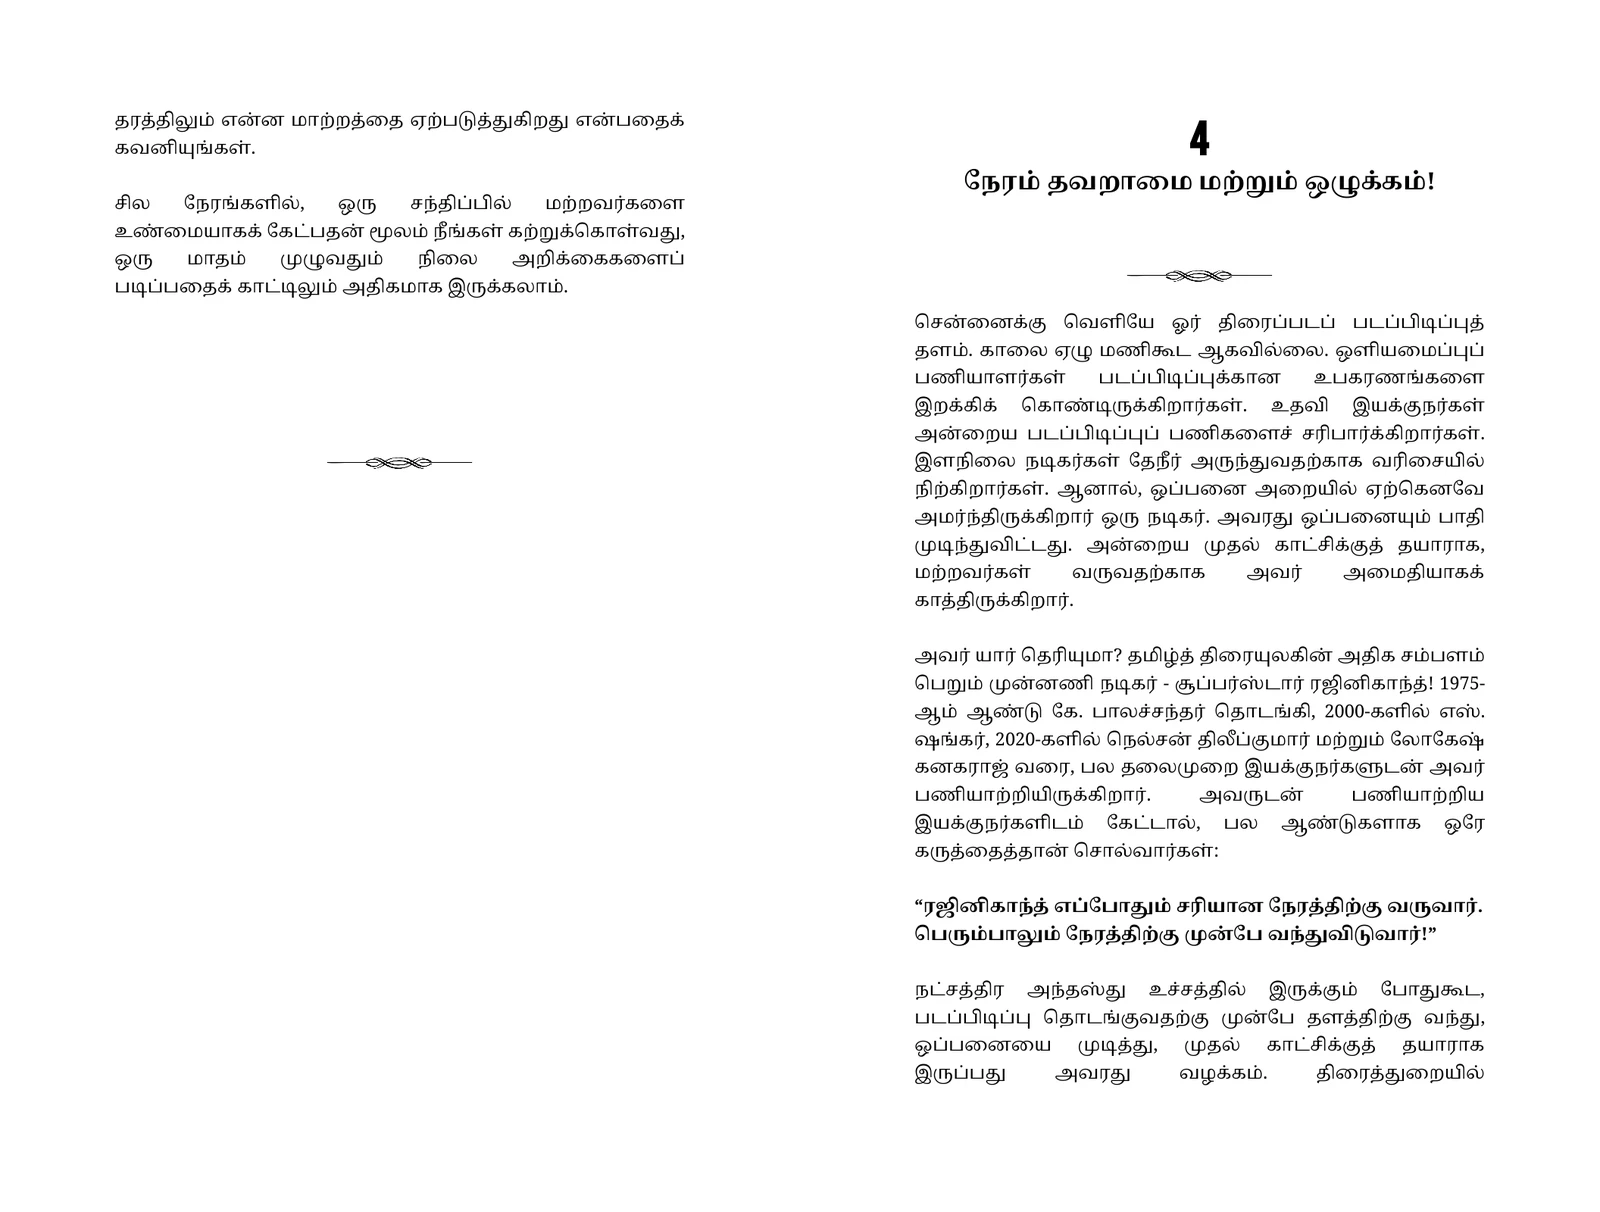 தரத்திலும் என்ன மாற்றத்தை ஏற்படுத்துகிறது என்பதைக்
கவனியுங்கள்.
சில நேரங்களில், ஒரு சந்திப்பில் மற்றவர்களை
உண்மையாகக் கேட்பதன் மூலம் நீங்கள் கற்றுக்கொள்வது,
ஒரு மாதம் முழுவதும் நிலை அறிக்கைகளைப்
படிப்பதைக் காட்டிலும் அதிகமாக இருக்கலாம்.
4
நேரம் தவறாமை மற்றும் ஒழுக்கம்!
சென்னைக்கு வெளியே ஓர் திரைப்படப் படப்பிடிப்புத்
தளம். காலை ஏழு மணிகூட ஆகவில்லை. ஒளியமைப்புப்
பணியாளர்கள் படப்பிடிப்புக்கான உபகரணங்களை
இறக்கிக் கொண்டிருக்கிறார்கள். உதவி இயக்குநர்கள்
அன்றைய படப்பிடிப்புப் பணிகளைச் சரிபார்க்கிறார்கள்.
இளநிலை நடிகர்கள் தேநீர் அருந்துவதற்காக வரிசையில்
நிற்கிறார்கள். ஆனால், ஒப்பனை அறையில் ஏற்கெனவே
அமர்ந்திருக்கிறார் ஒரு நடிகர். அவரது ஒப்பனையும் பாதி
முடிந்துவிட்டது. அன்றைய முதல் காட்சிக்குத் தயாராக,
மற்றவர்கள் வருவதற்காக அவர் அமைதியாகக்
காத்திருக்கிறார்.
அவர் யார் தெரியுமா? தமிழ்த் திரையுலகின் அதிக சம்பளம்
பெறும் முன்னணி நடிகர் - சூப்பர்ஸ்டார் ரஜினிகாந்த்! 1975-
ஆம் ஆண்டு கே. பாலச்சந்தர் தொடங்கி, 2000-களில் எஸ்.
ஷங்கர், 2020-களில் நெல்சன் திலீப்குமார் மற்றும் லோகேஷ்
கனகராஜ் வரை, பல தலைமுறை இயக்குநர்களுடன் அவர்
பணியாற்றியிருக்கிறார். அவருடன் பணியாற்றிய
இயக்குநர்களிடம் கேட்டால், பல ஆண்டுகளாக ஒரே
கருத்தைத்தான் சொல்வார்கள்:
“ரஜினிகாந்த் எப்போதும் சரியான நேரத்திற்கு வருவார்.
பெரும்பாலும் நேரத்திற்கு முன்பே வந்துவிடுவார்!”
நட்சத்திர அந்தஸ்து உச்சத்தில் இருக்கும் போதுகூட,
படப்பிடிப்பு தொடங்குவதற்கு முன்பே தளத்திற்கு வந்து,
ஒப்பனையை முடித்து, முதல் காட்சிக்குத் தயாராக
இருப்பது அவரது வழக்கம். திரைத்துறையில்